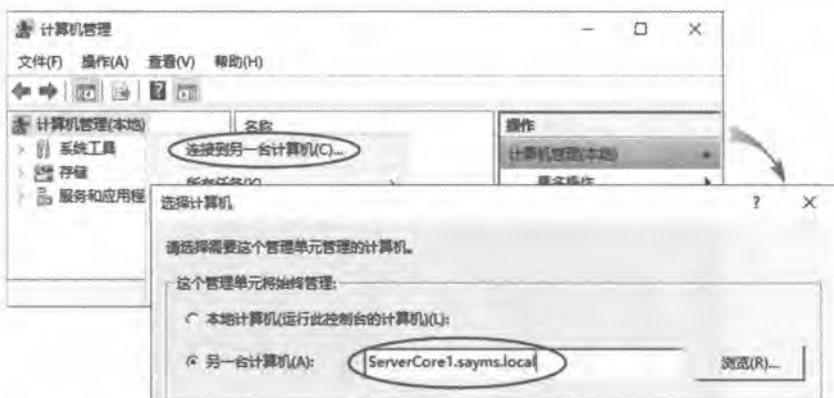 计算机管理
文件(F) 操作(A) 查看(V) 帮助(H)
计算机管理(本地)
名称
操作
系统工具
连接到另一台计算机(C)...
计算机管理(本地)
存储
服务和应用程
选择计算机
? ×
请选择需要这个管理单元管理的计算机。
这个管理单元将始终管理:
本地计算机(运行此控制台的计算机)(L):
另一台计算机(A):
ServerCore1.sayms.local
浏览(R)...